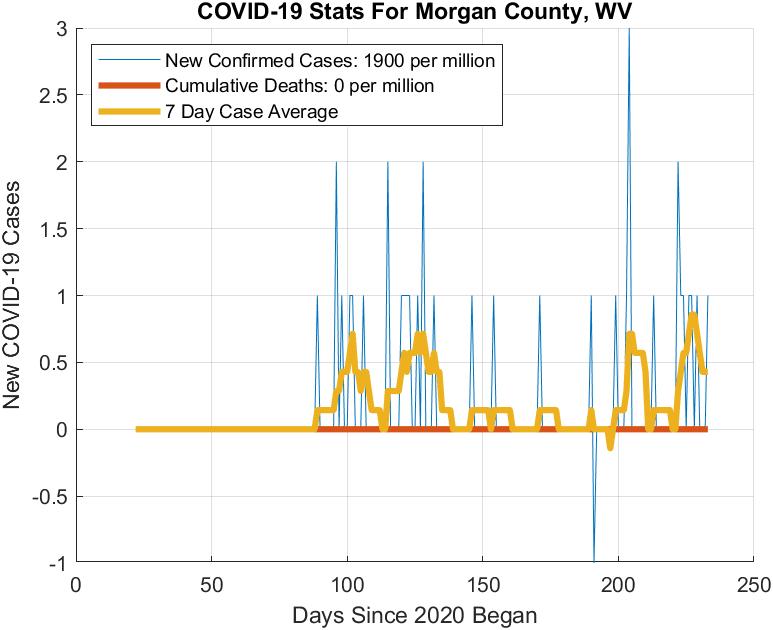 COVID-19 Stats For Morgan County, WV
New Confirmed Cases: 1900 per million
Cumulative Deaths: 0 per million
7 Day Case Average
New COVID-19 Cases
3
2.5
2
1.5
1
0.5
0
-0.5
-1
0 50 100 150 200 250
Days Since 2020 Began